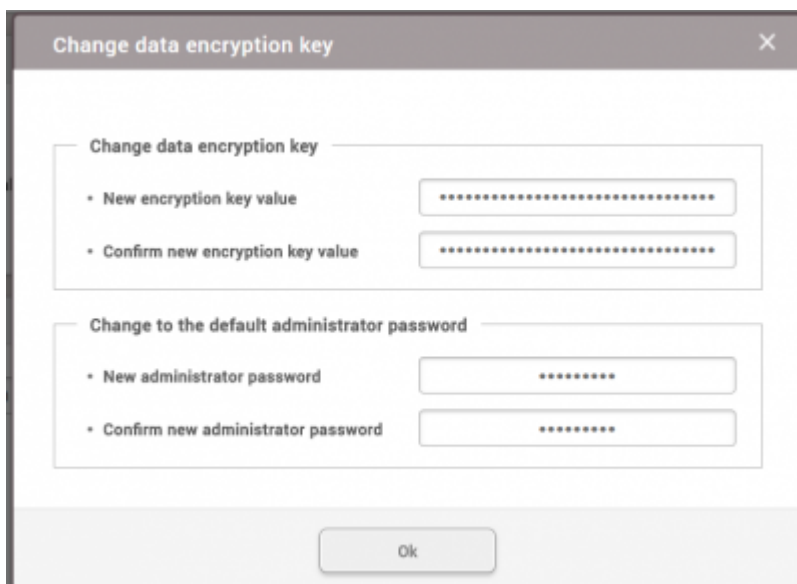 Change data encryption key
Change data encryption key
• New encryption key value
••••••••••••••••••••••••••••••••
• Confirm new encryption key value
••••••••••••••••••••••••••••••••
Change to the default administrator password
• New administrator password
•••••••••
• Confirm new administrator password
•••••••••
Ok